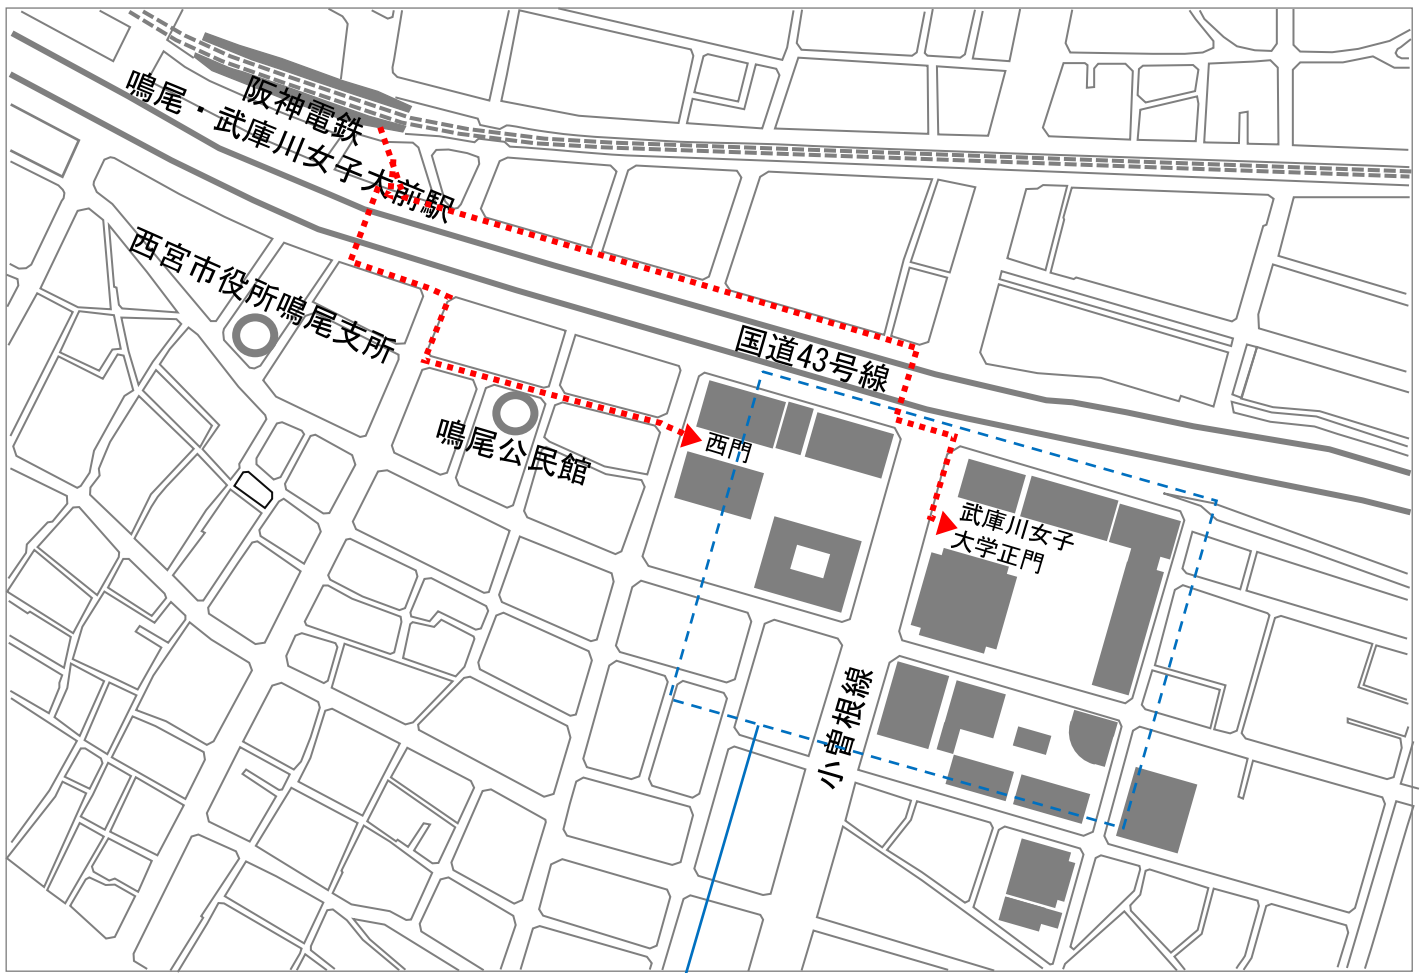 阪神電鉄
鳴尾・武庫川女子大前駅
西宮市役所鳴尾支所
国道43号線
鳴尾公民館
西門
武庫川女子
大学正門
小曽根線